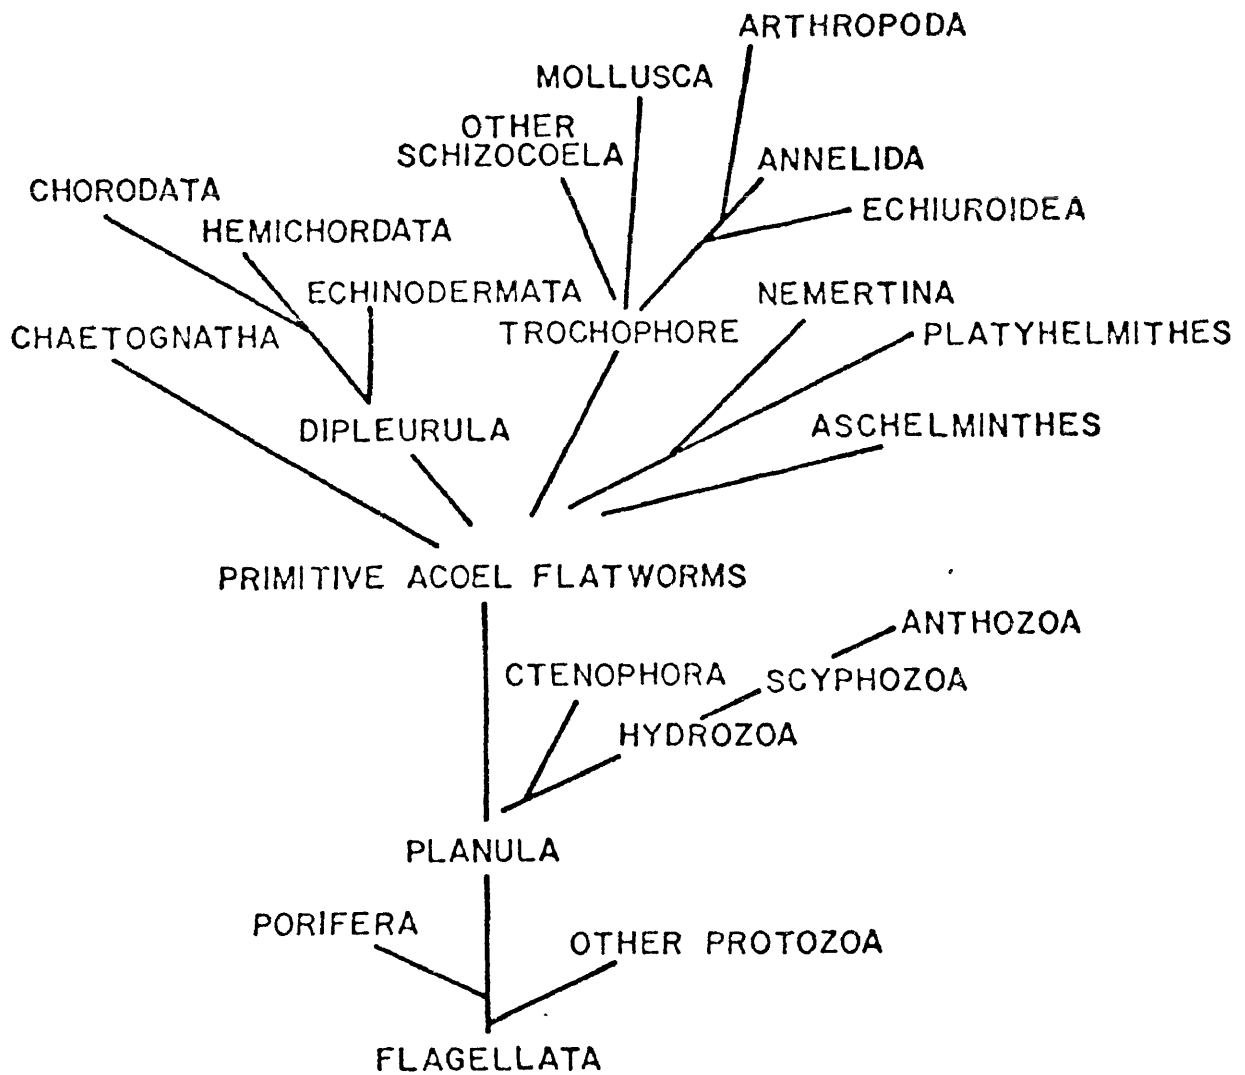 ARTHROPODA
MOLLUSCA
OTHER
SCHIZOCOELA
ANNELIDA
CHORODATA
ECHIUROIDEA
HEMICHORDATA
ECHINODERMATA
NEMERTINA
CHAETOGNATHA
TROCHOPHORE
PLATYHELMITHES
DIPLEURULA
ASCHELMINTHES
PRIMITIVE ACOEL FLATWORMS
ANTHOZOA
CTENOPHORA
SCYPHOZOA
HYDROZOA
PLANULA
PORIFERA
OTHER PROTOZOA
FLAGELLATA